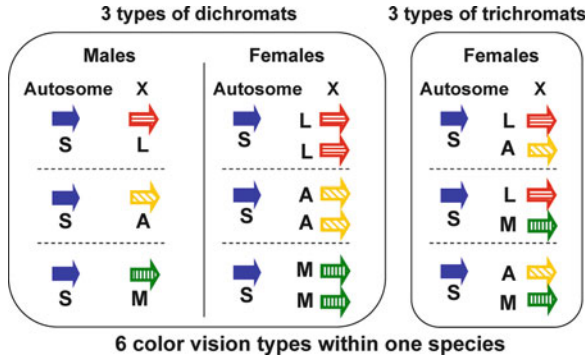 3 types of dichromats
3 types of trichromats
Males
Females
Females
Autosome X
Autosome X
Autosome X
S L
S L
L
S L
A
S A
S A
A
S L
M
S M
S M
M
S A
M
6 color vision types within one species